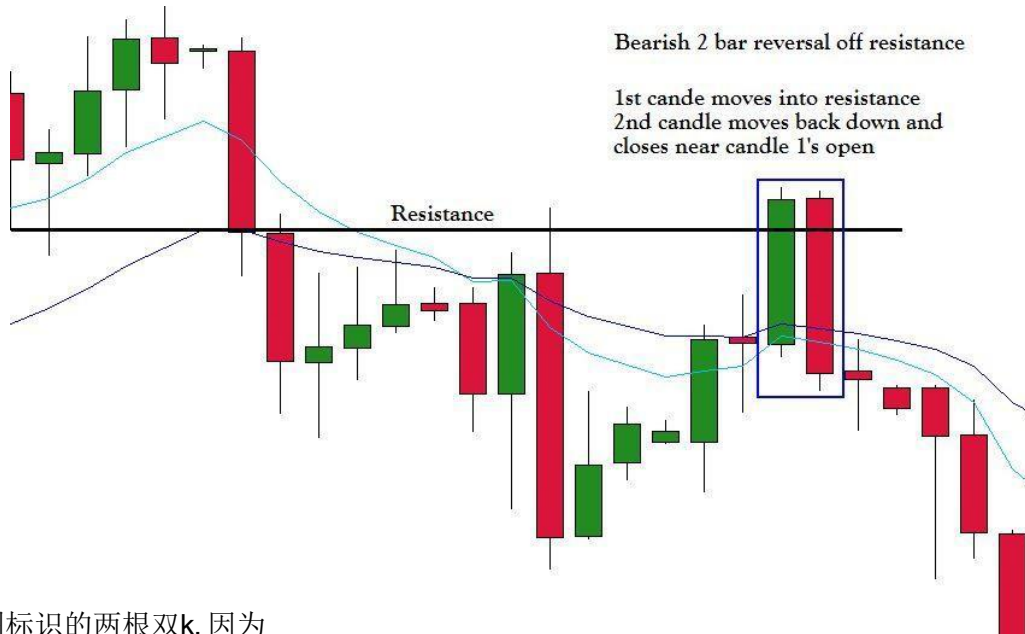 Bearish 2 bar reversal off resistance
1st cande moves into resistance
2nd candle moves back down and
closes near candle 1's open
Resistance
标识的两根双k, 因为